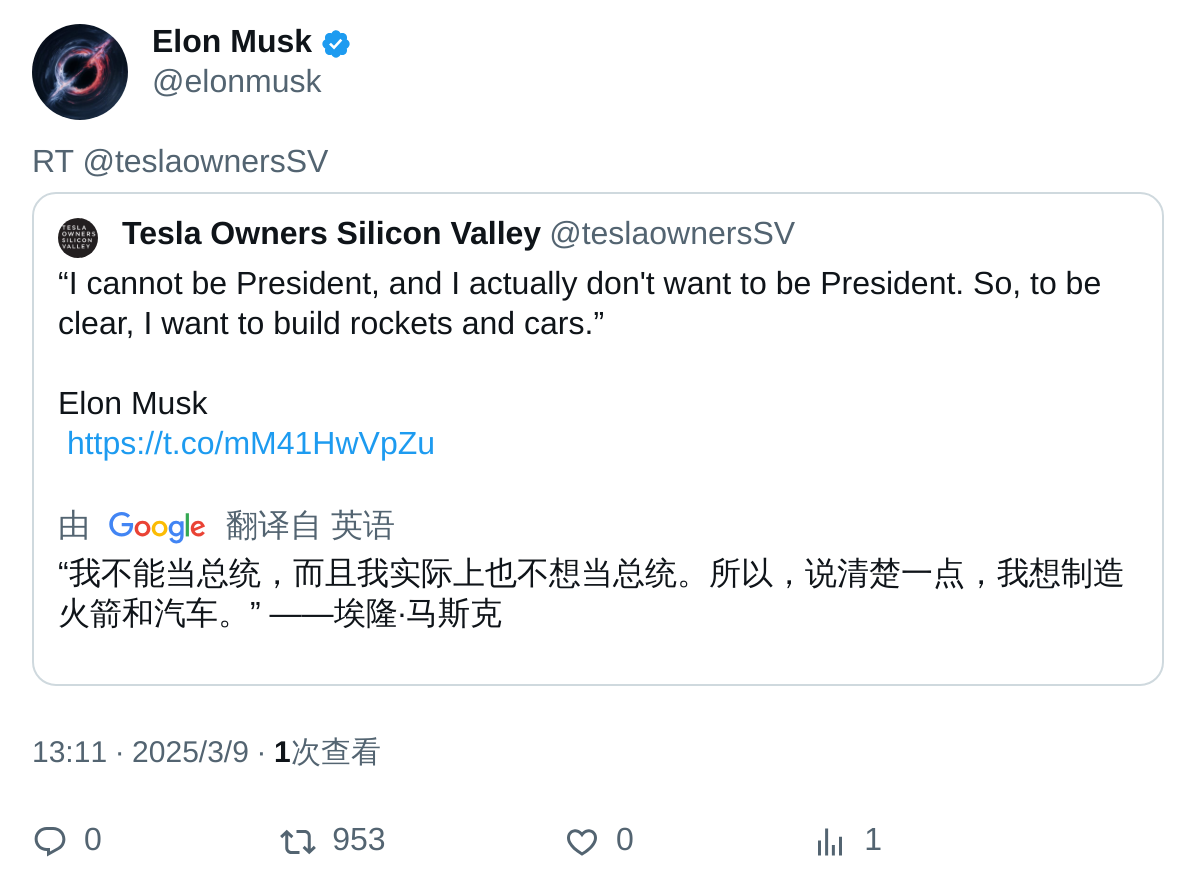 Elon Musk
@elonmusk
RT @teslaownersSV
TESLA
OWNERS
SILICON
VALLEY
Tesla Owners Silicon Valley @teslaownersSV
“I cannot be President, and I actually don't want to be President. So, to be
clear, I want to build rockets and cars.”
Elon Musk
https://t.co/mM41HwVpZu
由 Google 翻译自 英语
“我不能当总统，而且我实际上也不想当总统。所以，说清楚一点，我想制造
火箭和汽车。” ——埃隆·马斯克
13:11 · 2025/3/9 · 1次查看
0 953 0 1